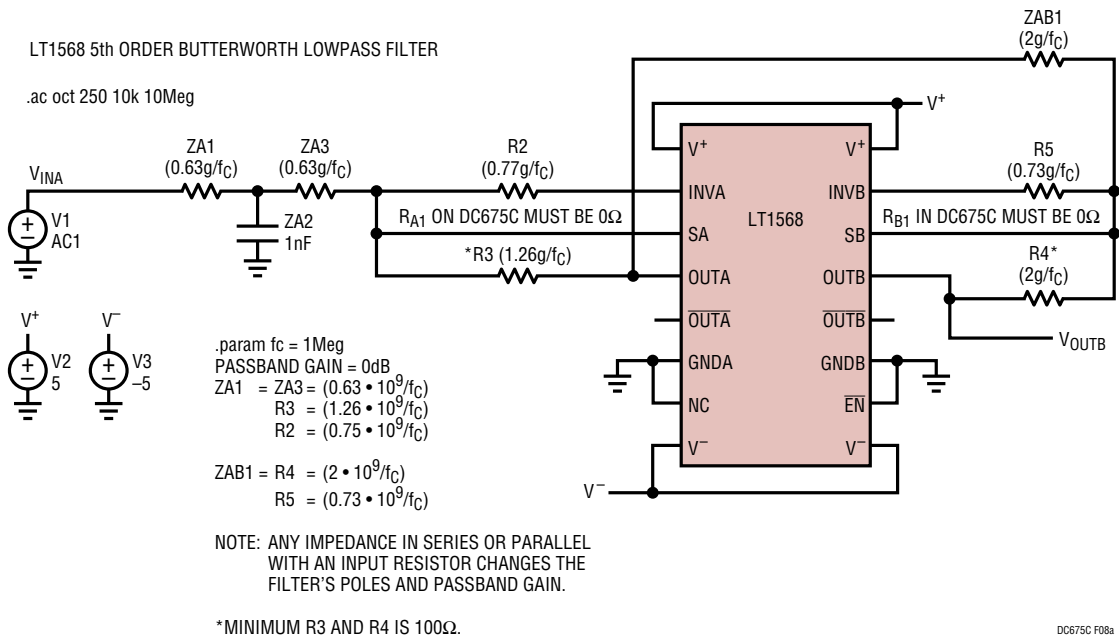 LT1568 5th ORDER BUTTERWORTH LOWPASS FILTER
.ac oct 250 10k 10Meg
ZAB1
(2g/fC)
V+
ZA1
(0.63g/fC)
ZA3
(0.63g/fC)
R2
(0.77g/fC)
R5
(0.73g/fC)
VINA
V1
AC1
ZA2
1nF
RA1 ON DC675C MUST BE 0Ω
RB1 IN DC675C MUST BE 0Ω
*R3 (1.26g/fC)
R4*
(2g/fC)
LT1568
V+
INVA
SA
OUTA
O̅U̅T̅A̅
GNDA
NC
V−
V+
INVB
SB
OUTB
O̅U̅T̅B̅
GNDB
E̅N̅
V−
VOUTB
V+
V2
5
V−
V3
–5
V−
.param fc = 1Meg
PASSBAND GAIN = 0dB
ZA1 = ZA3 = (0.63 • 10^9/fC)
R3 = (1.26 • 10^9/fC)
R2 = (0.75 • 10^9/fC)
ZAB1 = R4 = (2 • 10^9/fC)
R5 = (0.73 • 10^9/fC)
NOTE: ANY IMPEDANCE IN SERIES OR PARALLEL
WITH AN INPUT RESISTOR CHANGES THE
FILTER'S POLES AND PASSBAND GAIN.
*MINIMUM R3 AND R4 IS 100Ω.
DC675C F08a